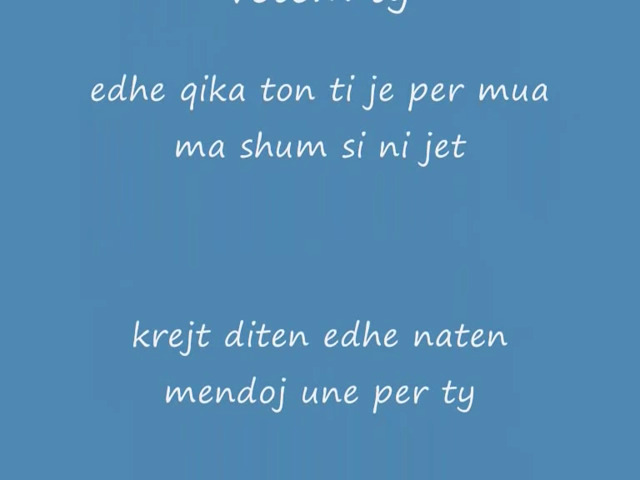 edhe qika ton ti je per mua
ma shum si ni jet
krejt diten edhe naten
mendoj une per ty